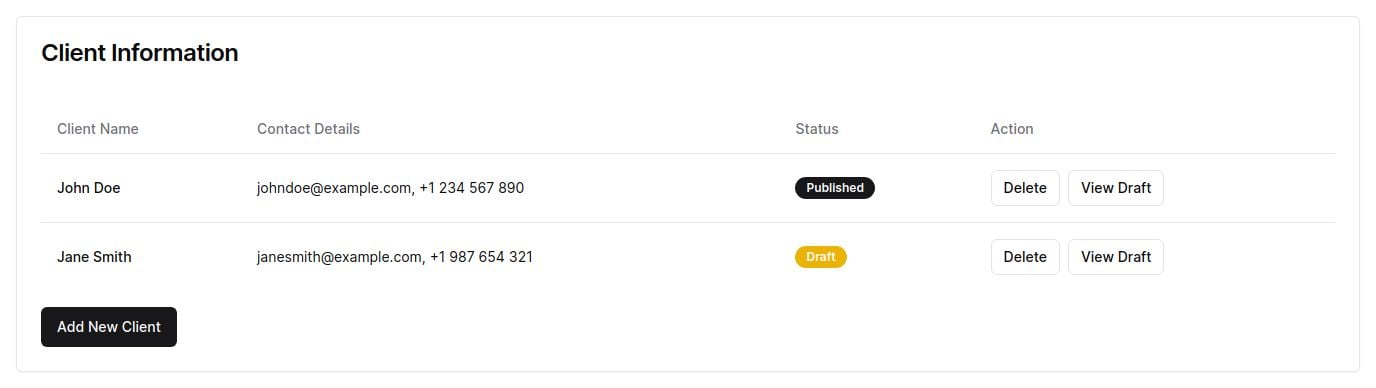 Client Information
Client Name Contact Details Status Action
John Doe johndoe@example.com, +1 234 567 890 Published Delete View Draft
Jane Smith janesmith@example.com, +1 987 654 321 Draft Delete View Draft
Add New Client